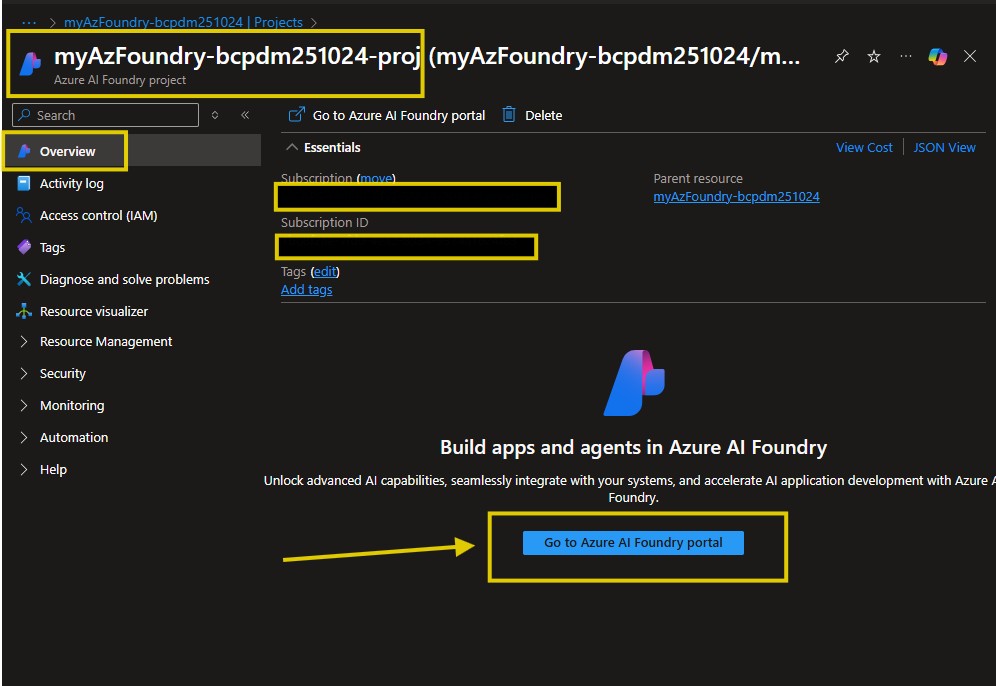 ··· > myAzFoundry-bcpdm251024 | Projects >
myAzFoundry-bcpdm251024-proj (myAzFoundry-bcpdm251024/m...
Azure AI Foundry project
Search
Go to Azure AI Foundry portal
Delete
Overview
Activity log
Access control (IAM)
Tags
Diagnose and solve problems
Resource visualizer
Resource Management
Security
Monitoring
Automation
Help
Essentials
View Cost
JSON View
Subscription (move)
Parent resource
myAzFoundry-bcpdm251024
Subscription ID
Tags (edit)
Add tags
Build apps and agents in Azure AI Foundry
Unlock advanced AI capabilities, seamlessly integrate with your systems, and accelerate AI application development with Azure A
Foundry.
Go to Azure AI Foundry portal